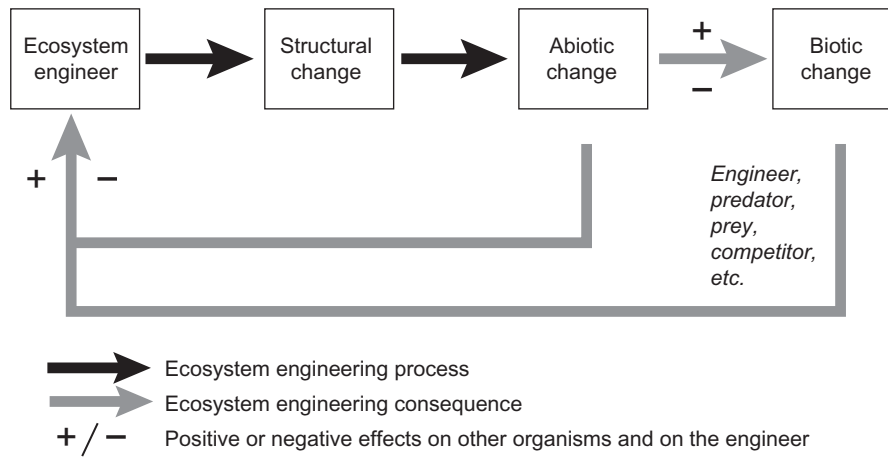 Ecosystem
engineer
Structural
change
Abiotic
change
+
−
Biotic
change
+ −
Engineer,
predator,
prey,
competitor,
etc.
Ecosystem engineering process
Ecosystem engineering consequence
+/− Positive or negative effects on other organisms and on the engineer